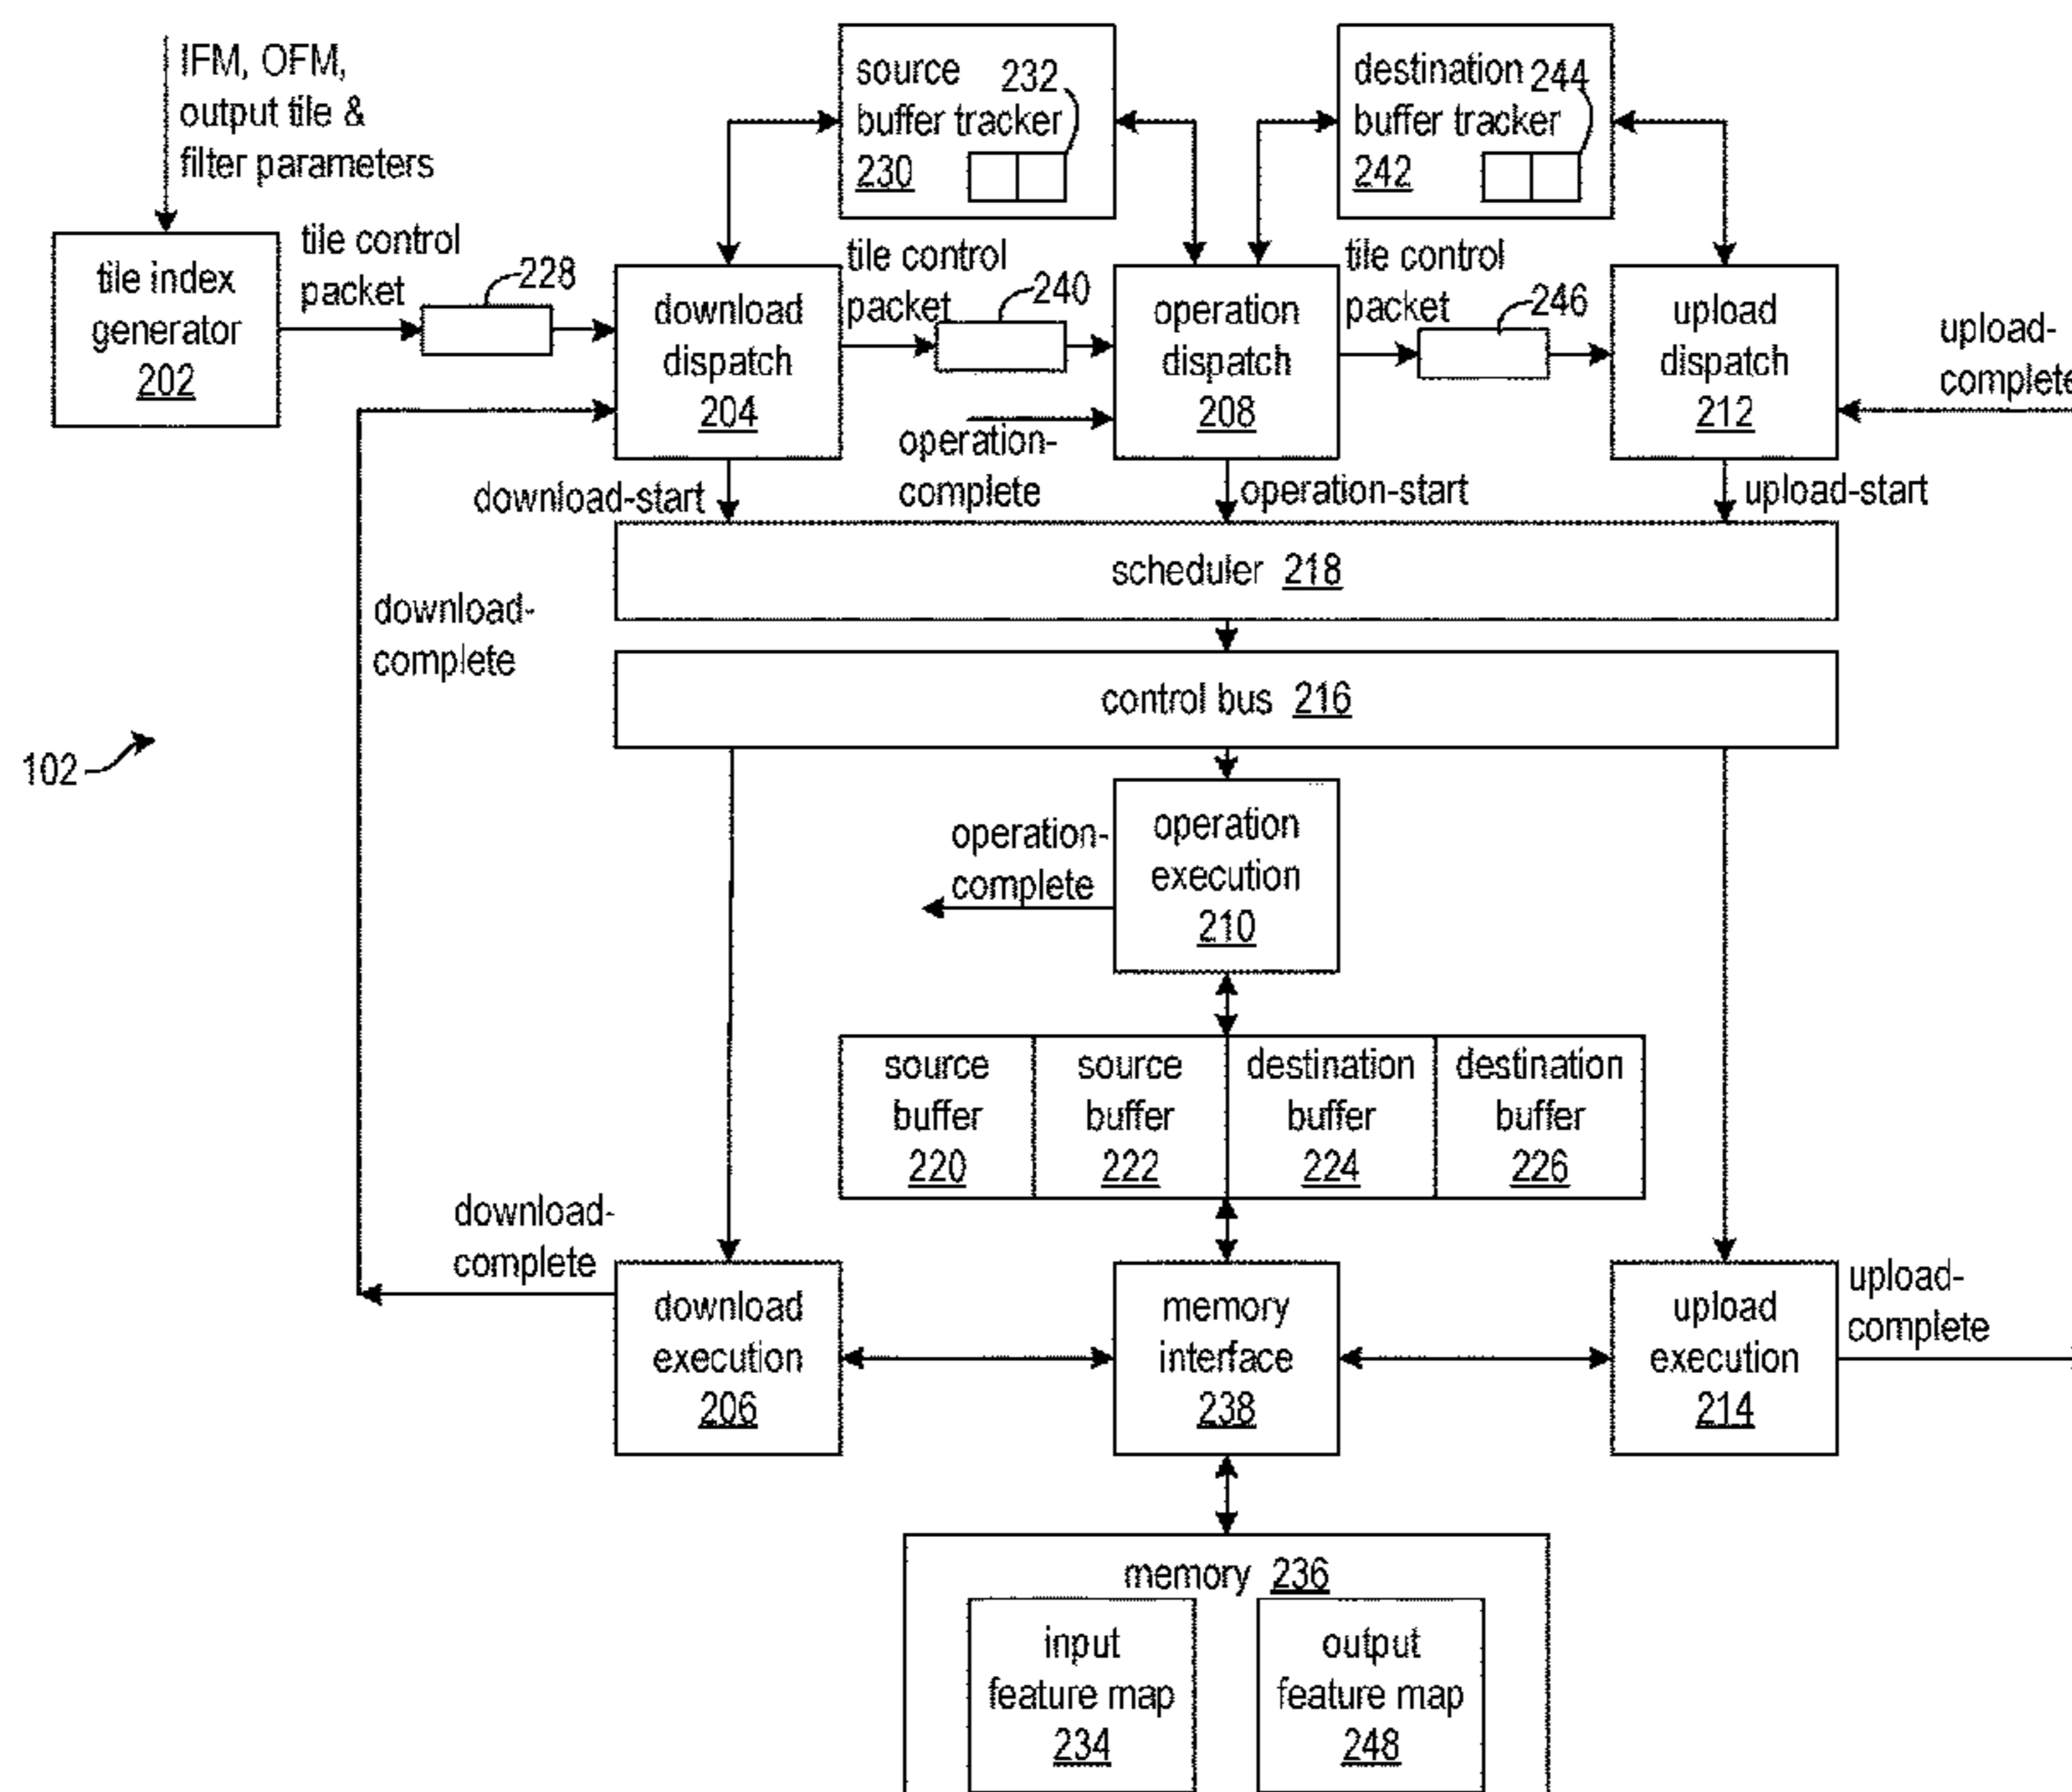 IFM, OFM,
output tile &
filter parameters
source 232
buffer tracker
230
destination 244
buffer tracker
242
tile index
generator
202
tile control
packet
228
download
dispatch
204
tile control
packet
240
operation
dispatch
208
tile control
packet
246
upload
dispatch
212
upload-
complete
operation-
complete
download-start
operation-start
upload-start
scheduler 218
download-
complete
control bus 216
102
operation-
complete
operation
execution
210
source
buffer
220
source
buffer
222
destination
buffer
224
destination
buffer
226
download-
complete
download
execution
206
memory
interface
238
upload
execution
214
upload-
complete
memory 236
input
feature map
234
output
feature map
248